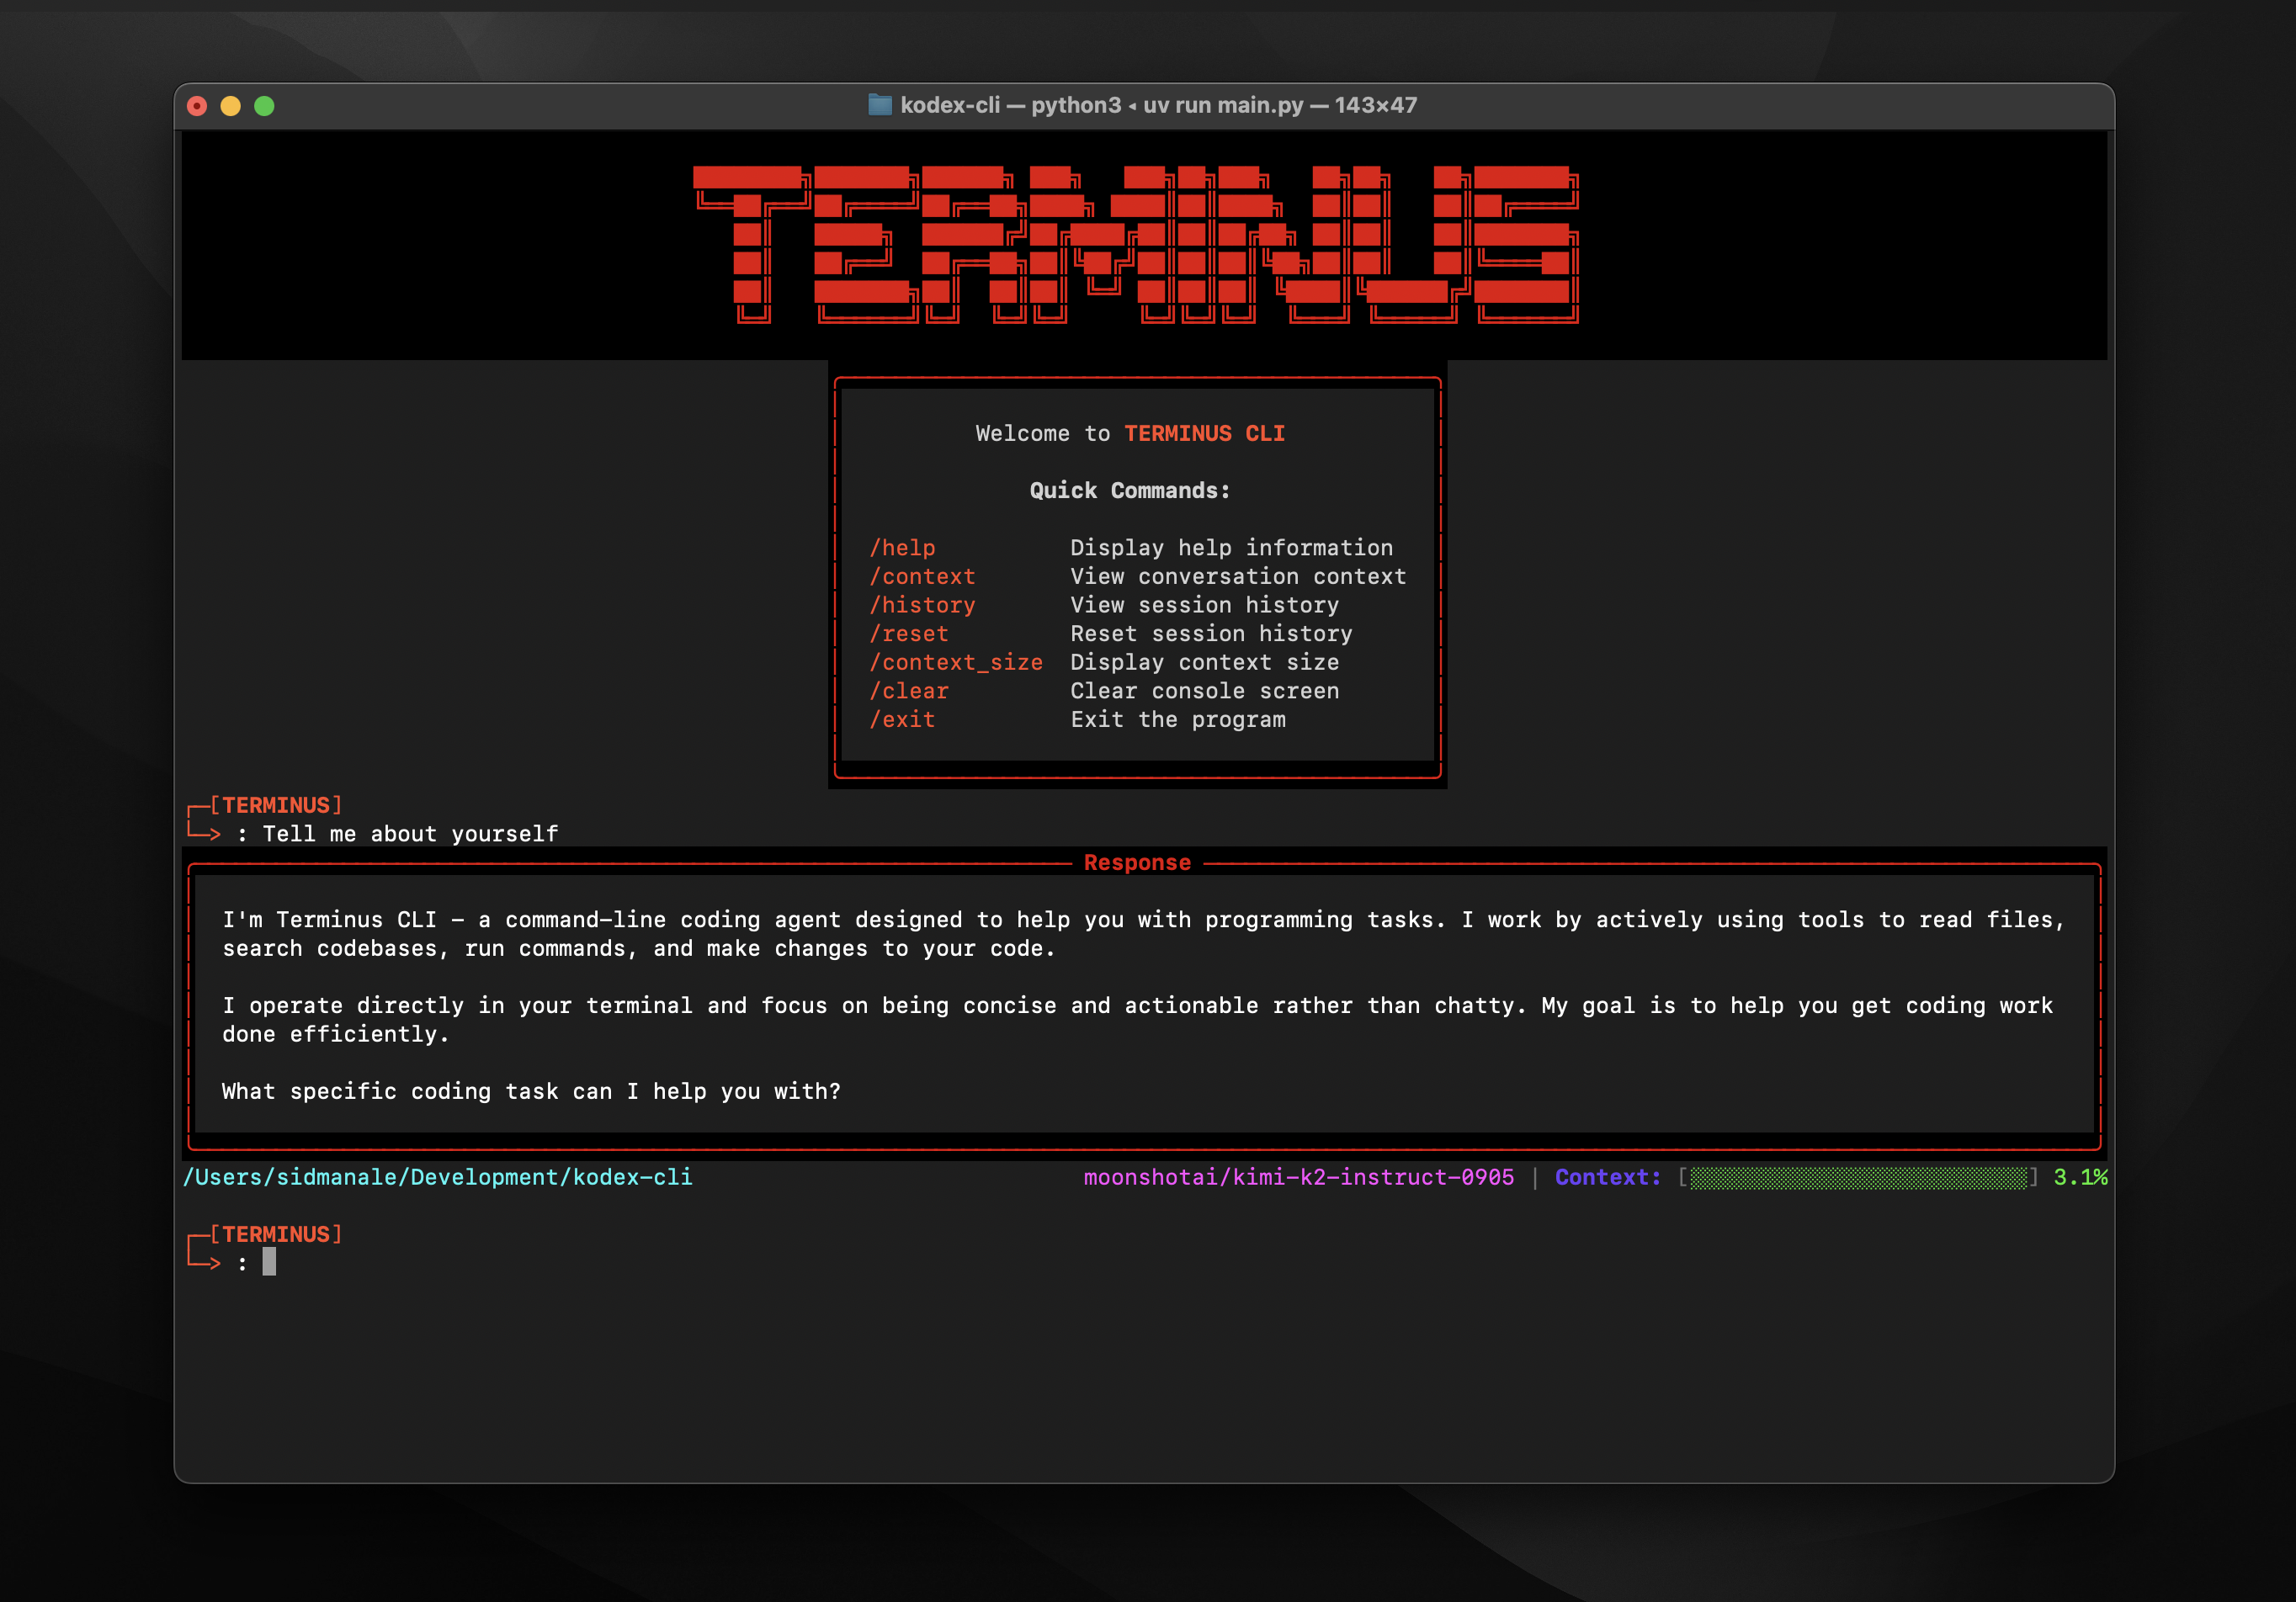 kodex-cli — python3 ◂ uv run main.py — 143×47
TERMINUS
Welcome to TERMINUS CLI
Quick Commands:
/help Display help information
/context View conversation context
/history View session history
/reset Reset session history
/context_size Display context size
/clear Clear console screen
/exit Exit the program
[TERMINUS]
> : Tell me about yourself
Response
I'm Terminus CLI – a command–line coding agent designed to help you with programming tasks. I work by actively using tools to read files,
search codebases, run commands, and make changes to your code.
I operate directly in your terminal and focus on being concise and actionable rather than chatty. My goal is to help you get coding work
done efficiently.
What specific coding task can I help you with?
/Users/sidmanale/Development/kodex–cli moonshotai/kimi–k2–instruct–0905 | Context: [░░░░░░░░░░░░░░░░░░░░░░░░░] 3.1%
[TERMINUS]
> :